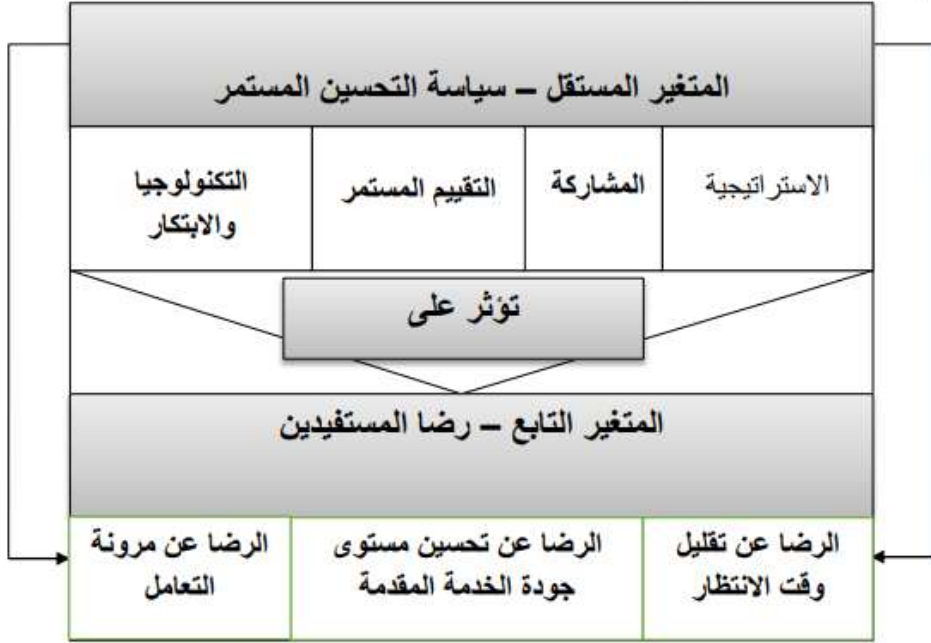 المتغير المستقل – سياسة التحسين المستمر
الاستراتيجية
المشاركة
التقييم المستمر
التكنولوجيا
والابتكار
تؤثر على
المتغير التابع – رضا المستفيدين
الرضا عن تقليل
وقت الانتظار
الرضا عن تحسين مستوى
جودة الخدمة المقدمة
الرضا عن مرونة
التعامل